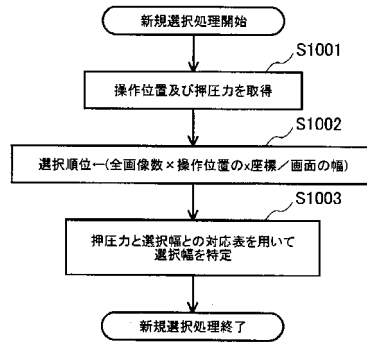 新規選択処理開始
S1001
操作位置及び押圧力を取得
S1002
選択順位←(全画像数×操作位置のx座標／画面の幅)
S1003
押圧力と選択幅との対応表を用いて
選択幅を特定
新規選択処理終了